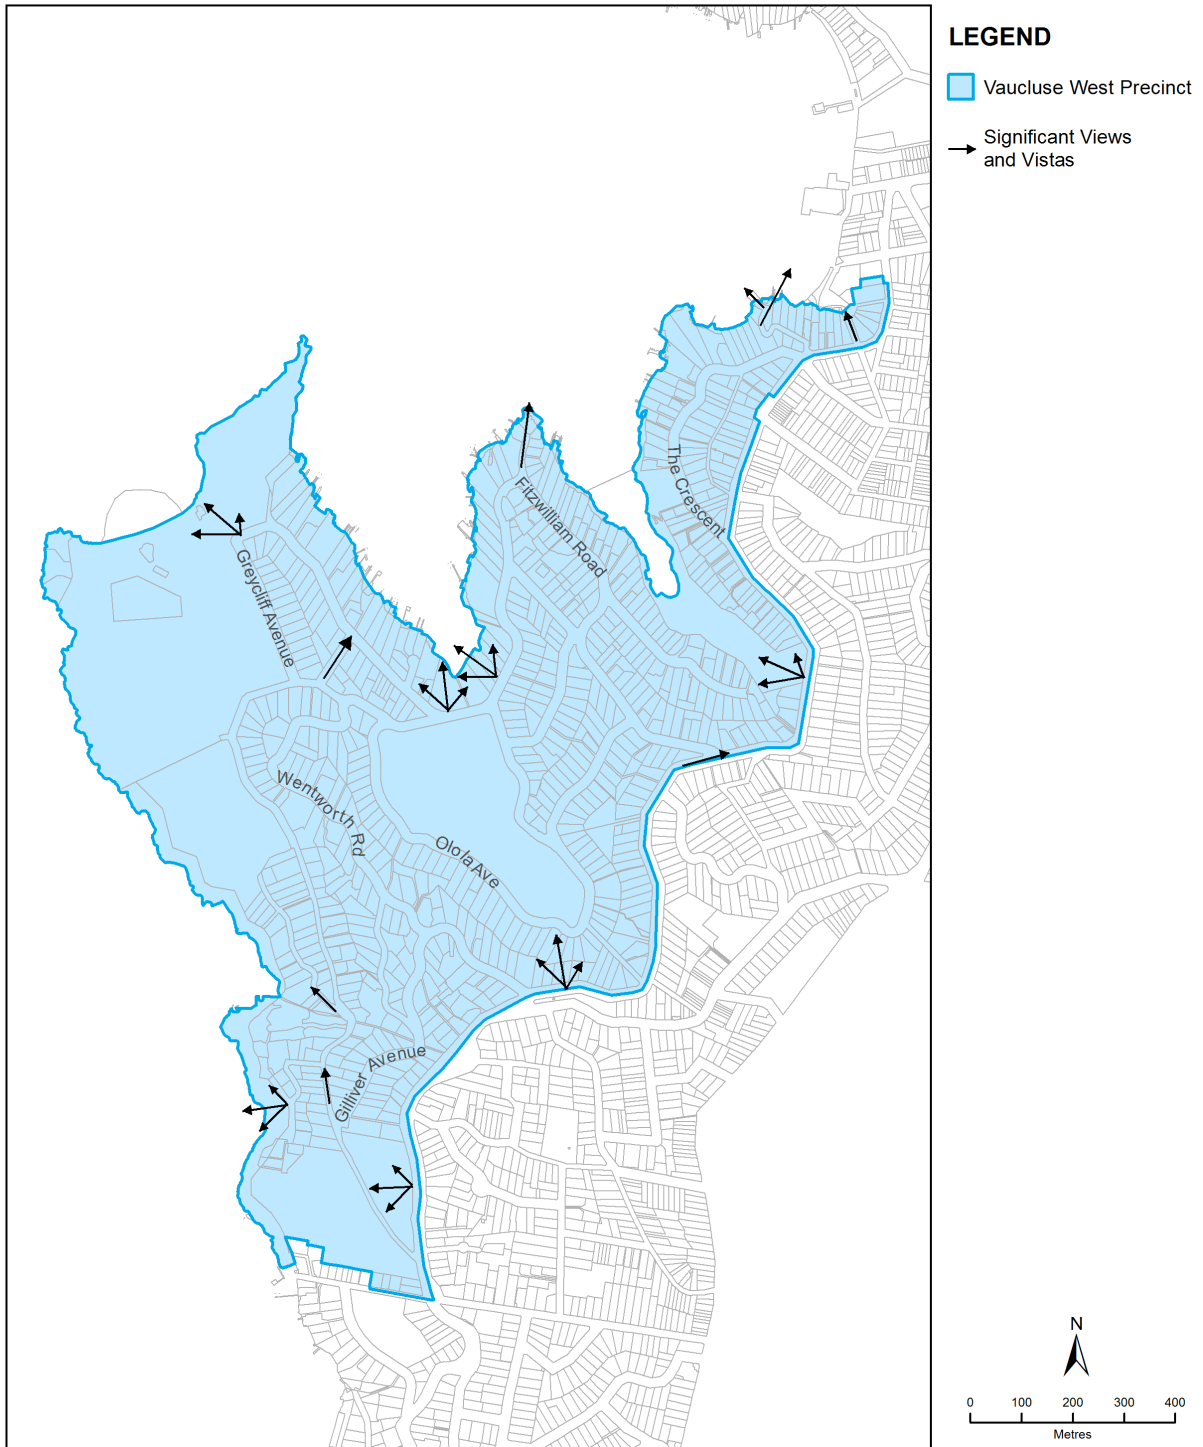 LEGEND
Vaucluse West Precinct
Significant Views
and Vistas
The Crescent
Fitzwilliam Road
Greycliff Avenue
Wentworth Rd
Olola Ave
Gilliver Avenue
N
0 100 200 300 400
Metres